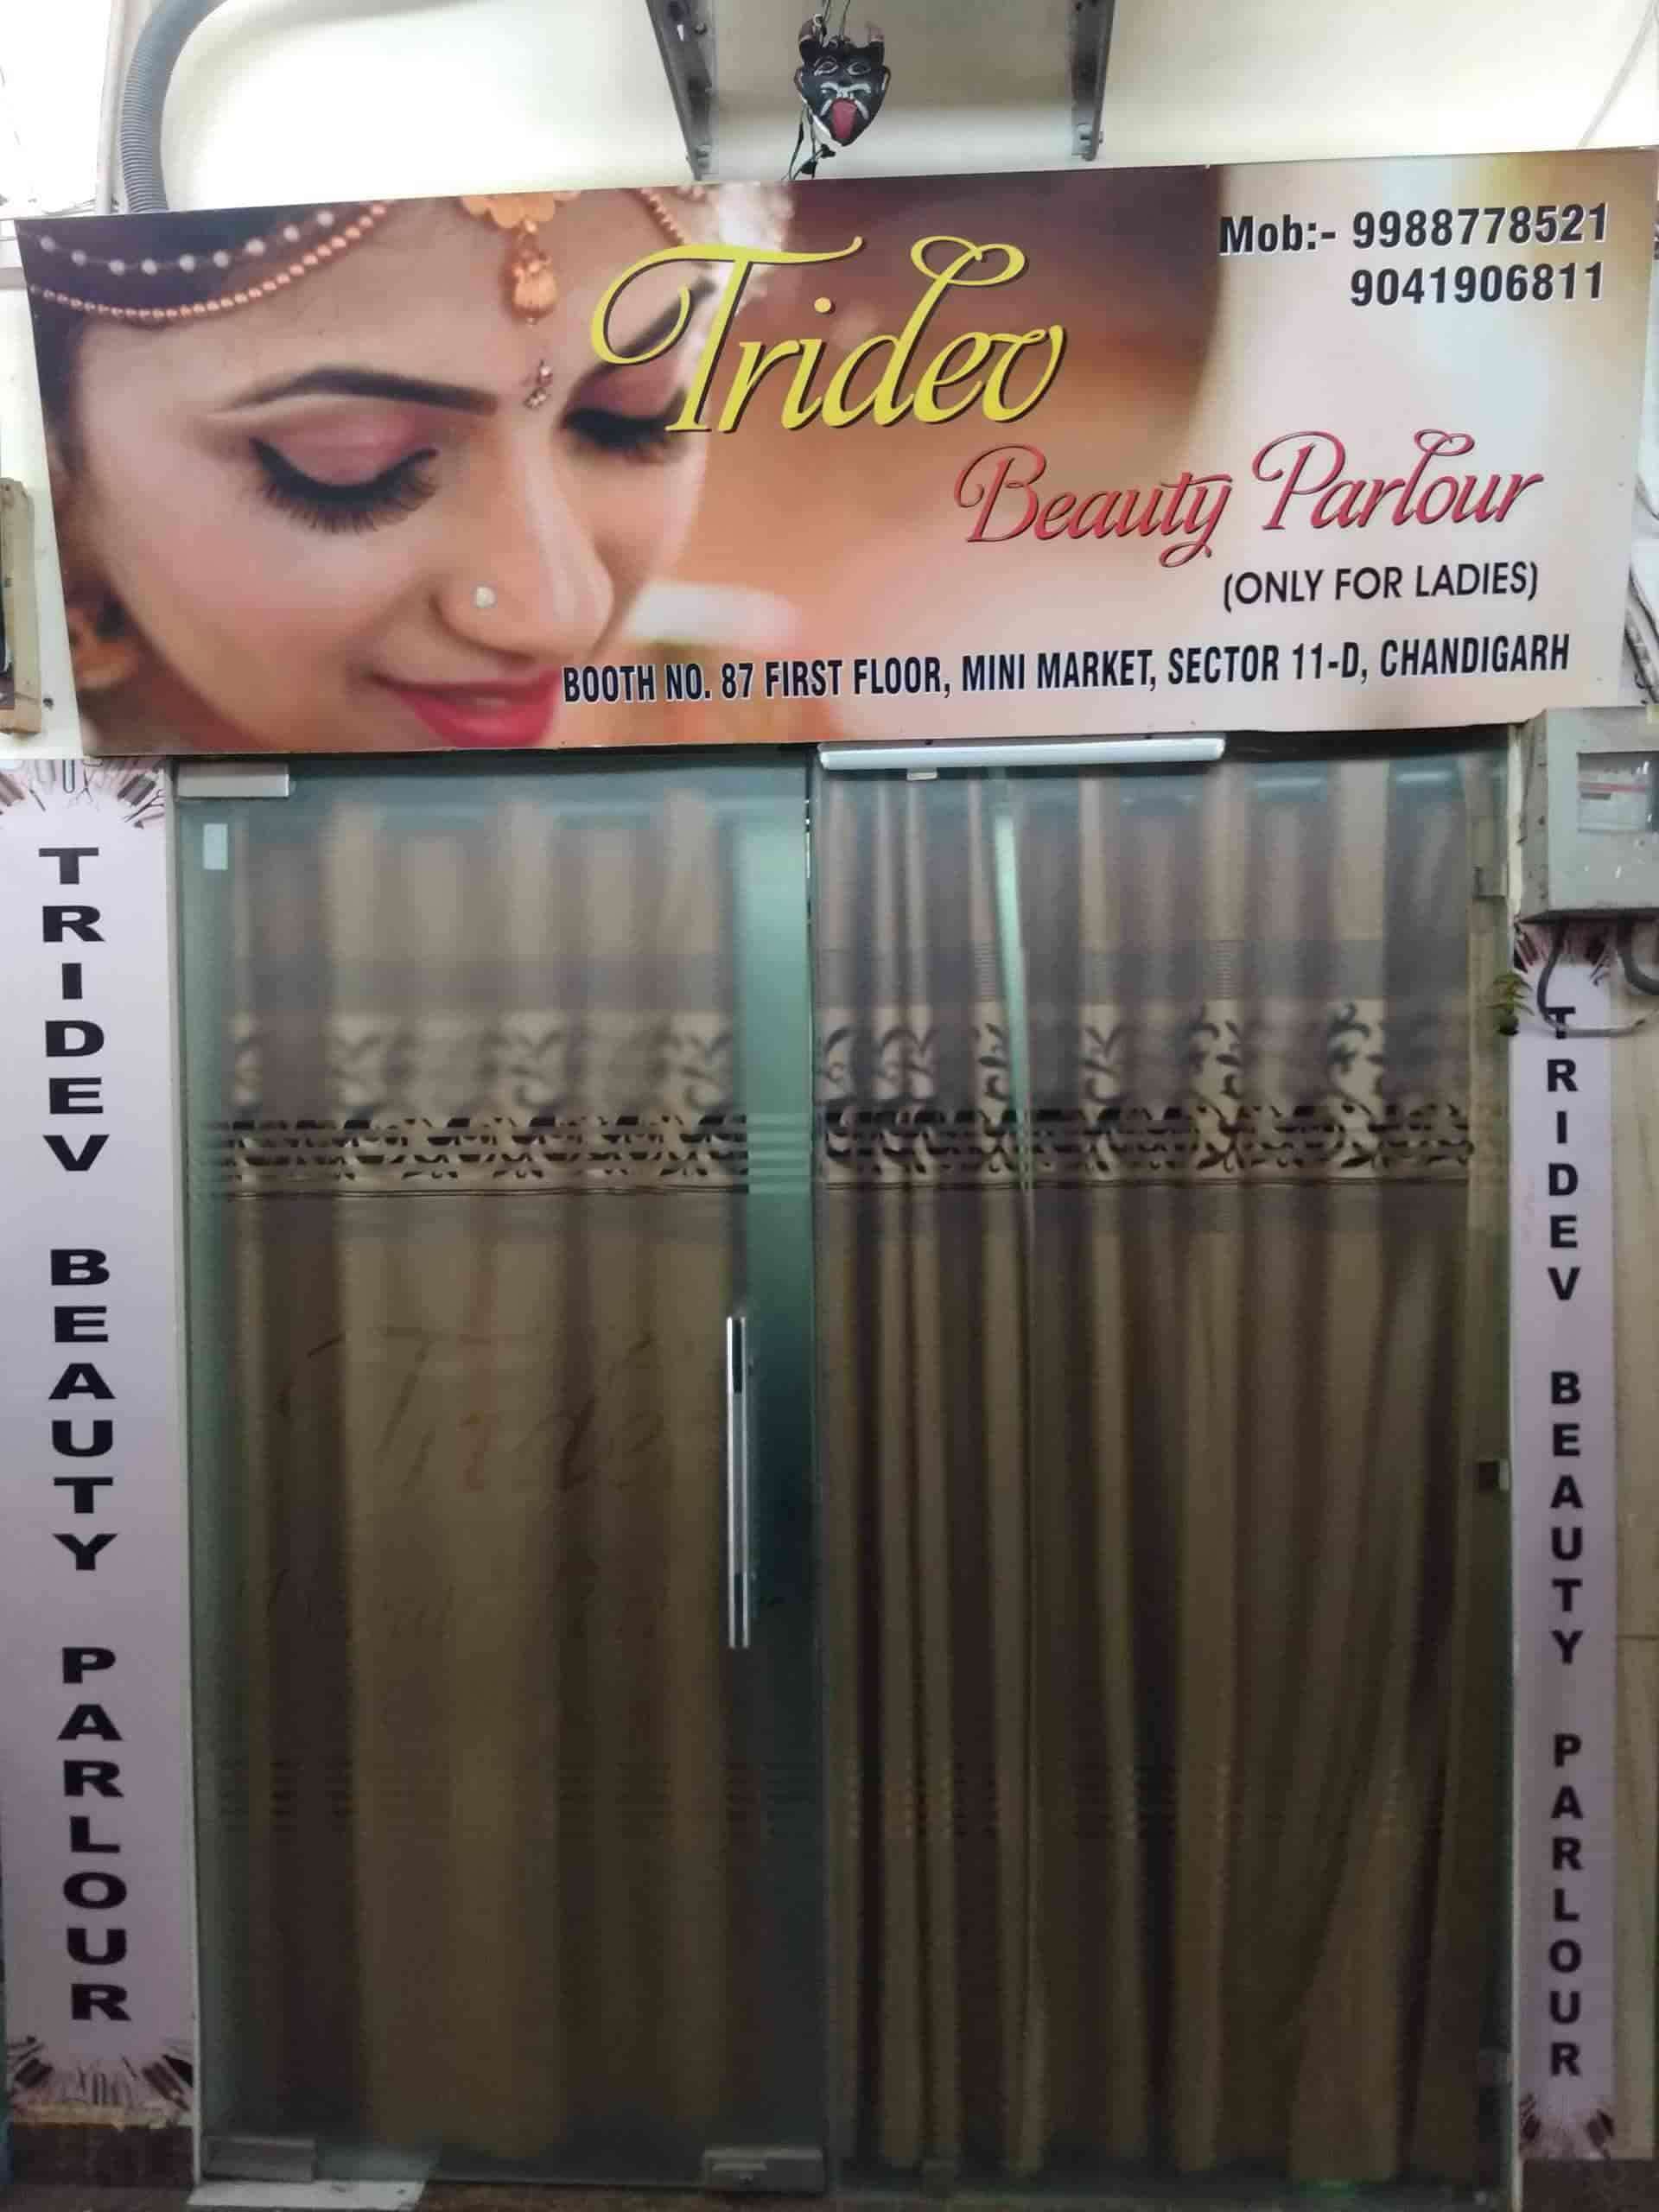 Mob:- 9988778521
9041906811
Tridev
Beauty Parlour
(ONLY FOR LADIES)
BOOTH NO. 87 FIRST FLOOR, MINI MARKET, SECTOR 11-D, CHANDIGARH
TRIDEV BEAUTY PARLOUR
TRIDEV BEAUTY PARLOUR